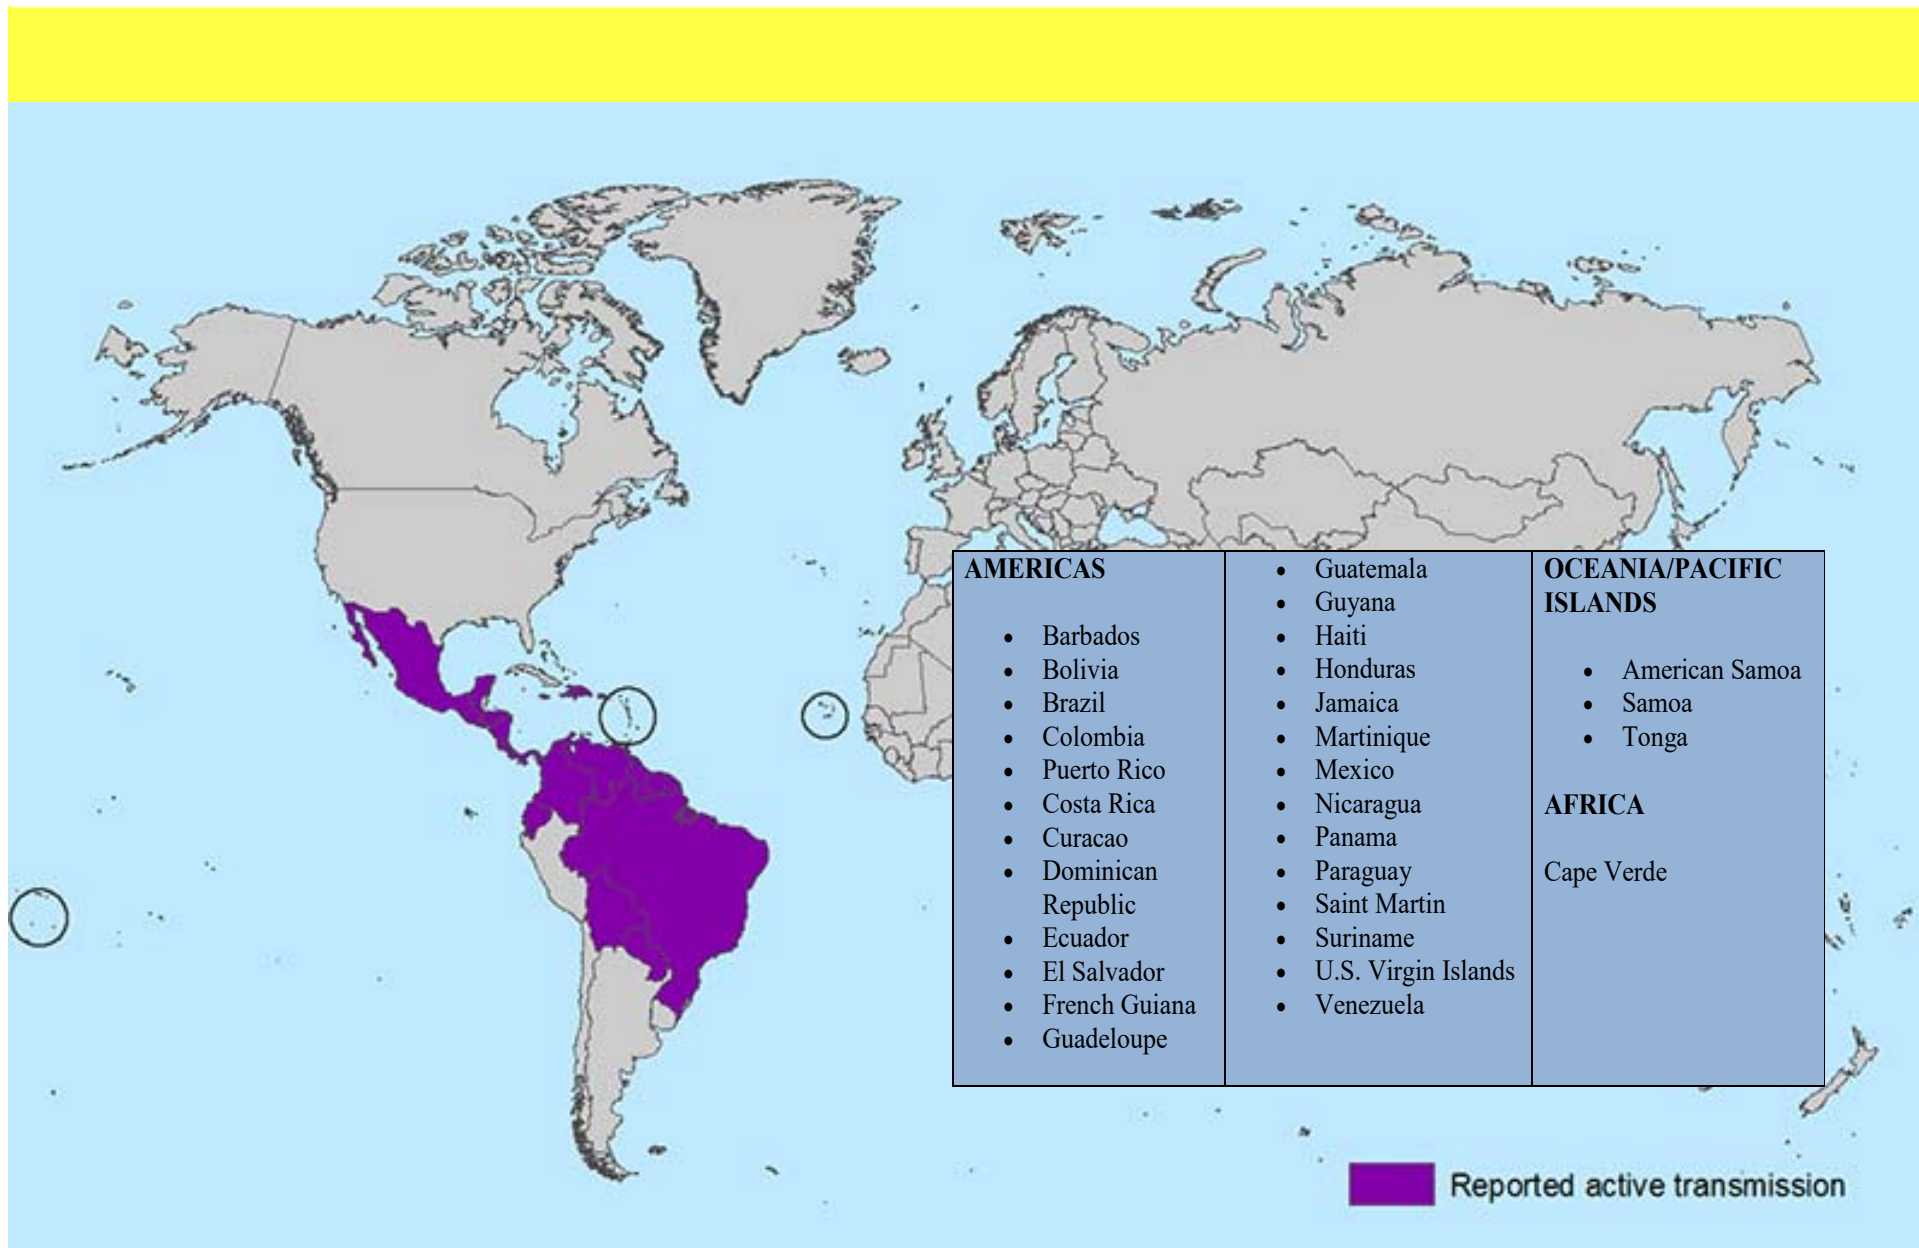 AMERICAS
• Barbados
• Bolivia
• Brazil
• Colombia
• Puerto Rico
• Costa Rica
• Curacao
• Dominican
Republic
• Ecuador
• El Salvador
• French Guiana
• Guadeloupe
• Guatemala
• Guyana
• Haiti
• Honduras
• Jamaica
• Martinique
• Mexico
• Nicaragua
• Panama
• Paraguay
• Saint Martin
• Suriname
• U.S. Virgin Islands
• Venezuela
OCEANIA/PACIFIC
ISLANDS
• American Samoa
• Samoa
• Tonga
AFRICA
Cape Verde
Reported active transmission